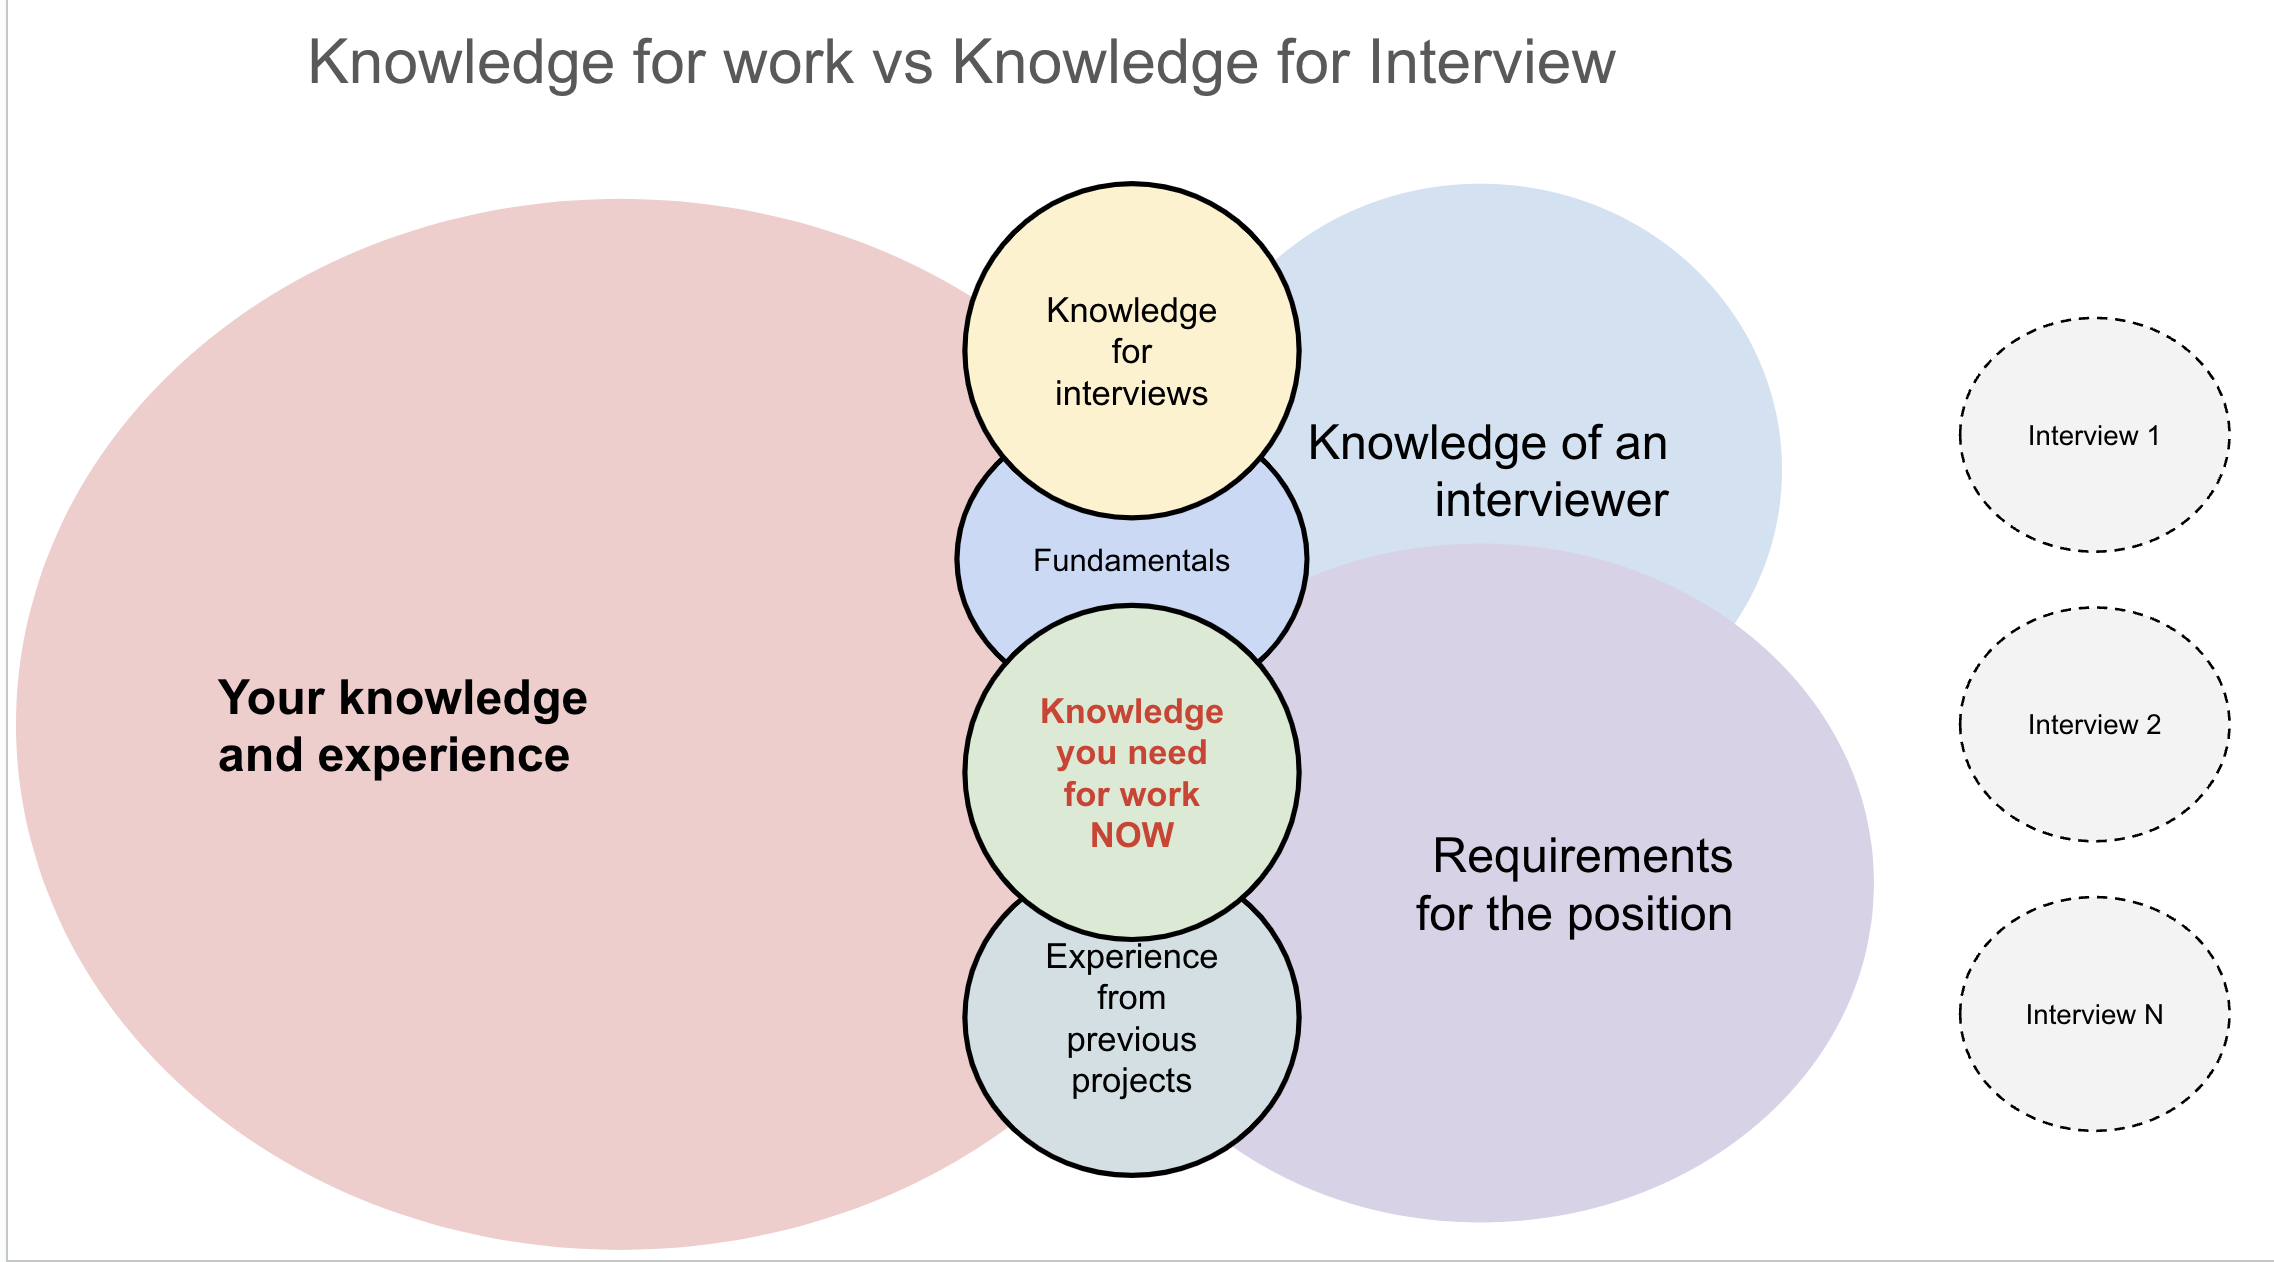 Knowledge for work vs Knowledge for Interview
Knowledge
for
interviews
Knowledge of an
interviewer
Interview 1
Fundamentals
Your knowledge
and experience
Knowledge
you need
for work
NOW
Interview 2
Requirements
for the position
Experience
from
previous
projects
Interview N